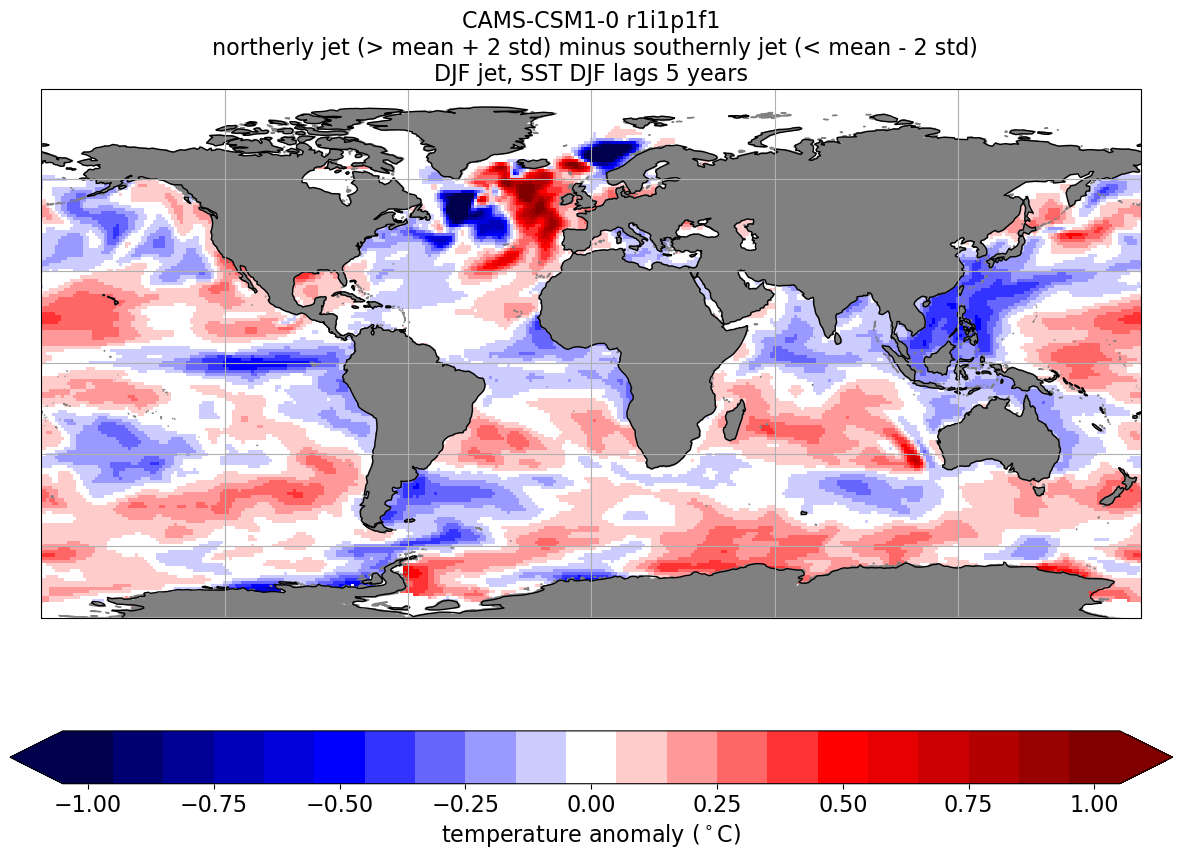 CAMS-CSM1-0 r1i1p1f1
northerly jet (> mean + 2 std) minus southernly jet (< mean - 2 std)
DJF jet, SST DJF lags 5 years
−1.00 −0.75 −0.50 −0.25 0.00 0.25 0.50 0.75 1.00
temperature anomaly (°C)